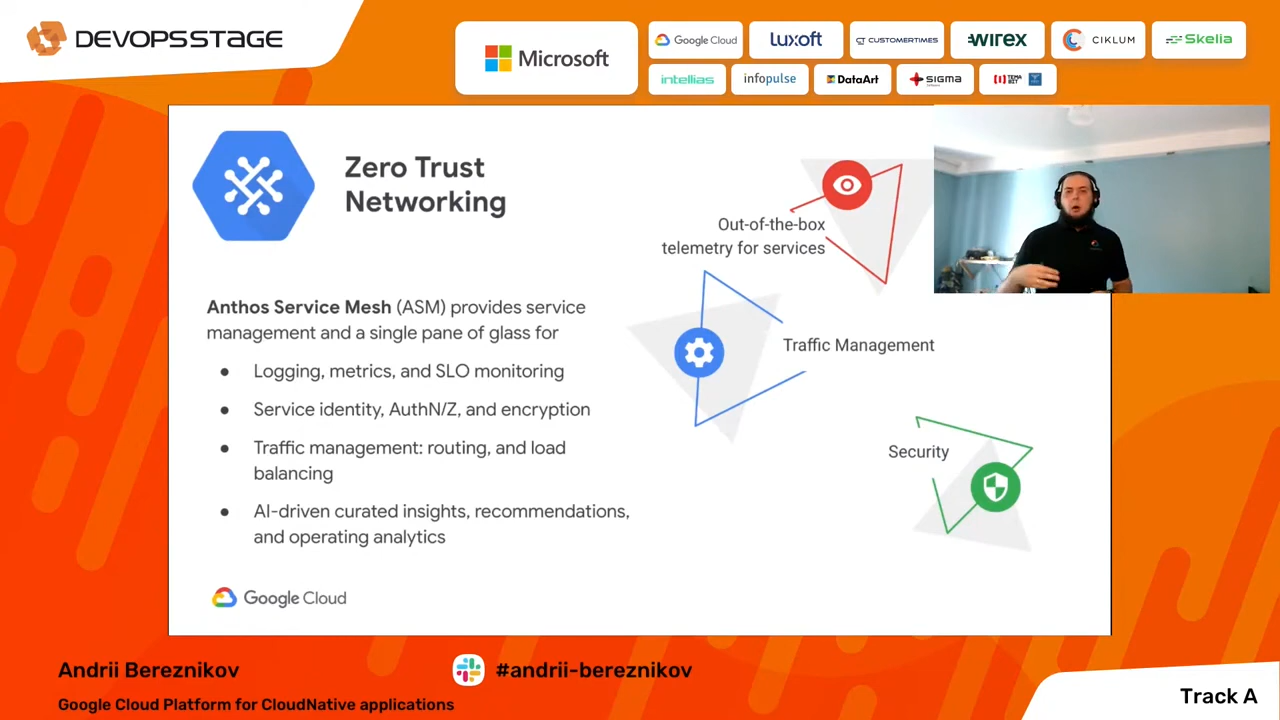 DEVOPSSTAGE
Microsoft
Google Cloud
Luxoft
CUSTOMERTIMES
WIREX
CIKLUM
Skelia
intellias
infopulse
DataArt
SIGMA
Zero Trust
Networking
Out-of-the-box
telemetry for services
Anthos Service Mesh (ASM) provides service
management and a single pane of glass for
Traffic Management
● Logging, metrics, and SLO monitoring
● Service identity, AuthN/Z, and encryption
● Traffic management: routing, and load
balancing
Security
● AI-driven curated insights, recommendations,
and operating analytics
Google Cloud
Andrii Bereznikov
#andrii-bereznikov
Google Cloud Platform for CloudNative applications
Track A